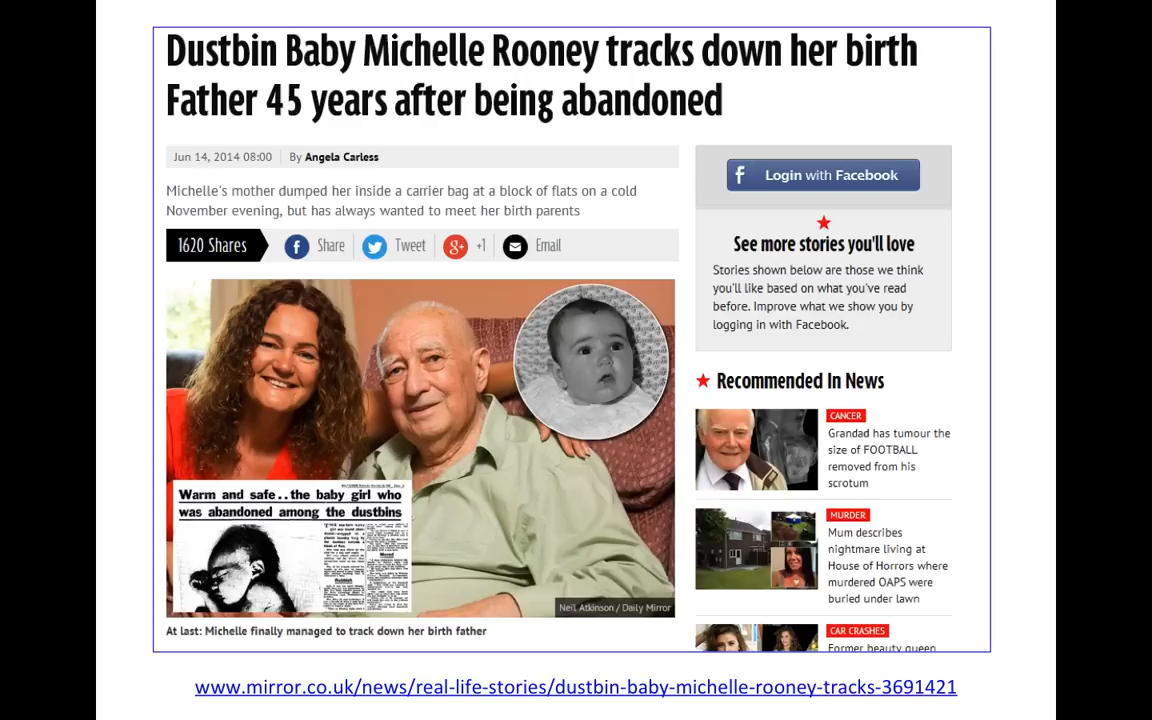 Dustbin Baby Michelle Rooney tracks down her birth
Father 45 years after being abandoned
Jun 14, 2014 08:00 By Angela Carless
Michelle's mother dumped her inside a carrier bag at a block of flats on a cold
November evening, but has always wanted to meet her birth parents
1620 Shares Share Tweet +1 Email
Warm and safe..the baby girl who
was abandoned among the dustbins
Neil Atkinson / Daily Mirror
At last: Michelle finally managed to track down her birth father
f Login with Facebook
See more stories you'll love
Stories shown below are those we think
you'll like based on what you've read
before. Improve what we show you by
logging in with Facebook.
Recommended In News
CANCER
Grandad has tumour the
size of FOOTBALL
removed from his
scrotum
MURDER
Mum describes
nightmare living at
House of Horrors where
murdered OAPS were
buried under lawn
CAR CRASHES
Former beauty queen
www.mirror.co.uk/news/real-life-stories/dustbin-baby-michelle-rooney-tracks-3691421